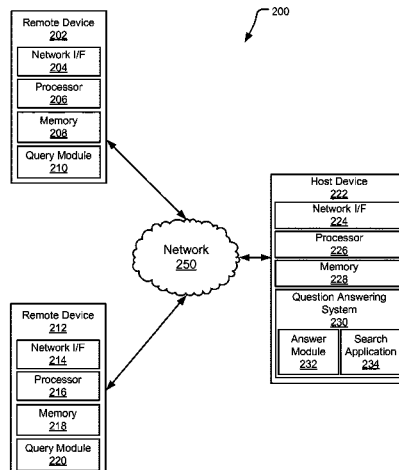 200
Remote Device
202
Network I/F
204
Processor
206
Memory
208
Query Module
210
Network
250
Host Device
222
Network I/F
224
Processor
226
Memory
228
Question Answering
System
230
Answer
Module
232
Search
Application
234
Remote Device
212
Network I/F
214
Processor
216
Memory
218
Query Module
220